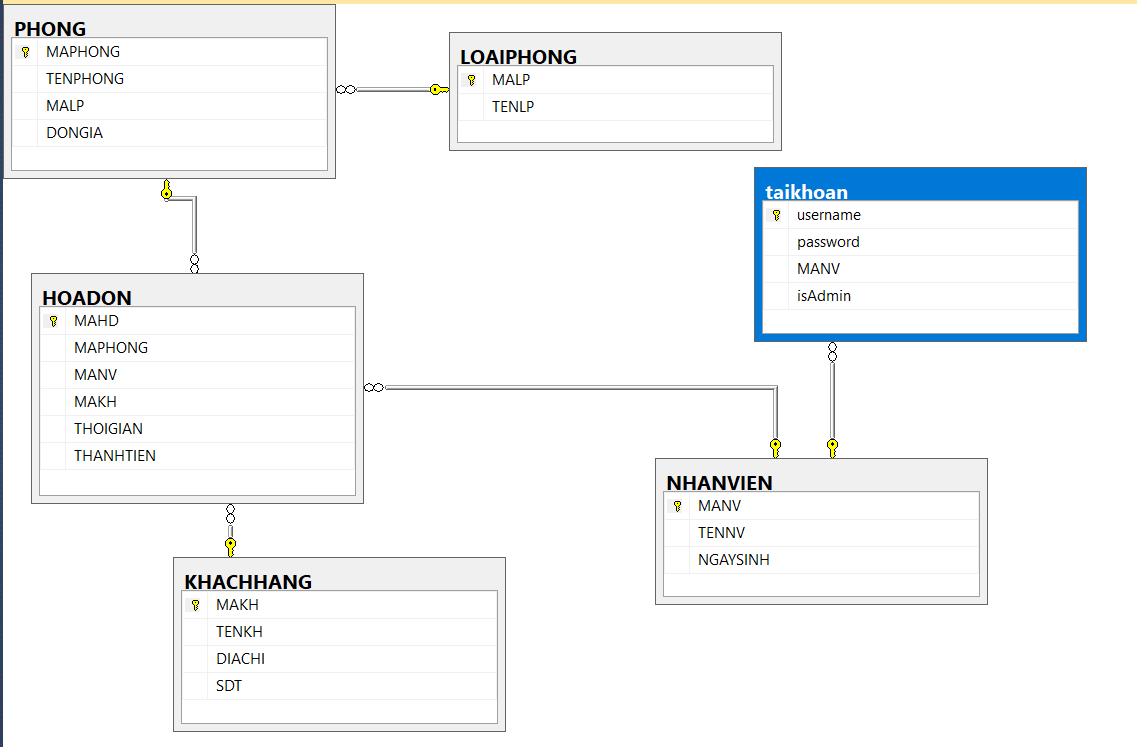 PHONG
MAPHONG
TENPHONG
MALP
DONGIA
LOAIPHONG
MALP
TENLP
taikhoan
username
password
MANV
isAdmin
HOADON
MAHD
MAPHONG
MANV
MAKH
THOIGIAN
THANHTIEN
NHANVIEN
MANV
TENNV
NGAYSINH
KHACHHANG
MAKH
TENKH
DIACHI
SDT